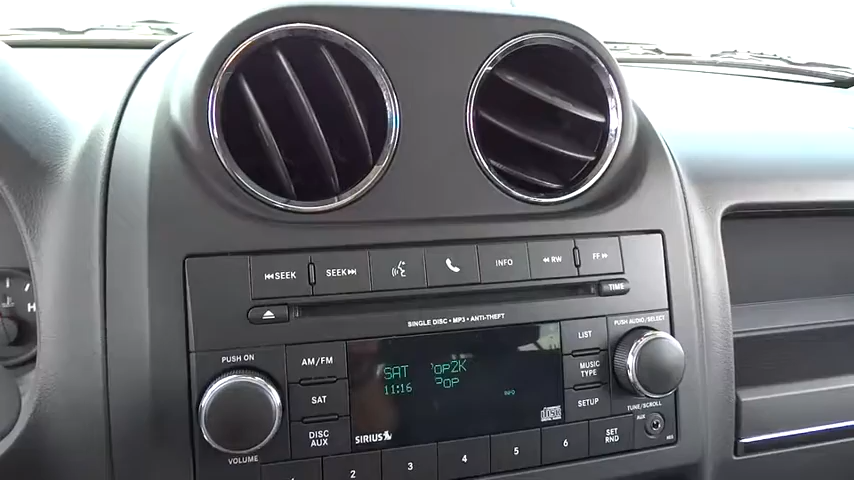 SEEK SEEK INFO RW FF
TIME
SINGLE DISC • MP3 • ANTI-THEFT
PUSH ON
VOLUME
AM/FM
SAT
DISC
AUX
SAT 'OP2K
11:16 POP
SIRIUS
LIST
MUSIC
TYPE
SETUP
PUSH AUDIO/SELECT
TUNE/SCROLL
SET
RND
AUX
1 2 3 4 5 6
H